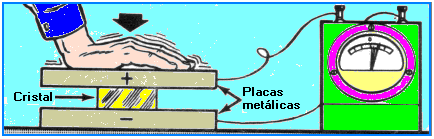 +
Cristal
Placas
metálicas
−